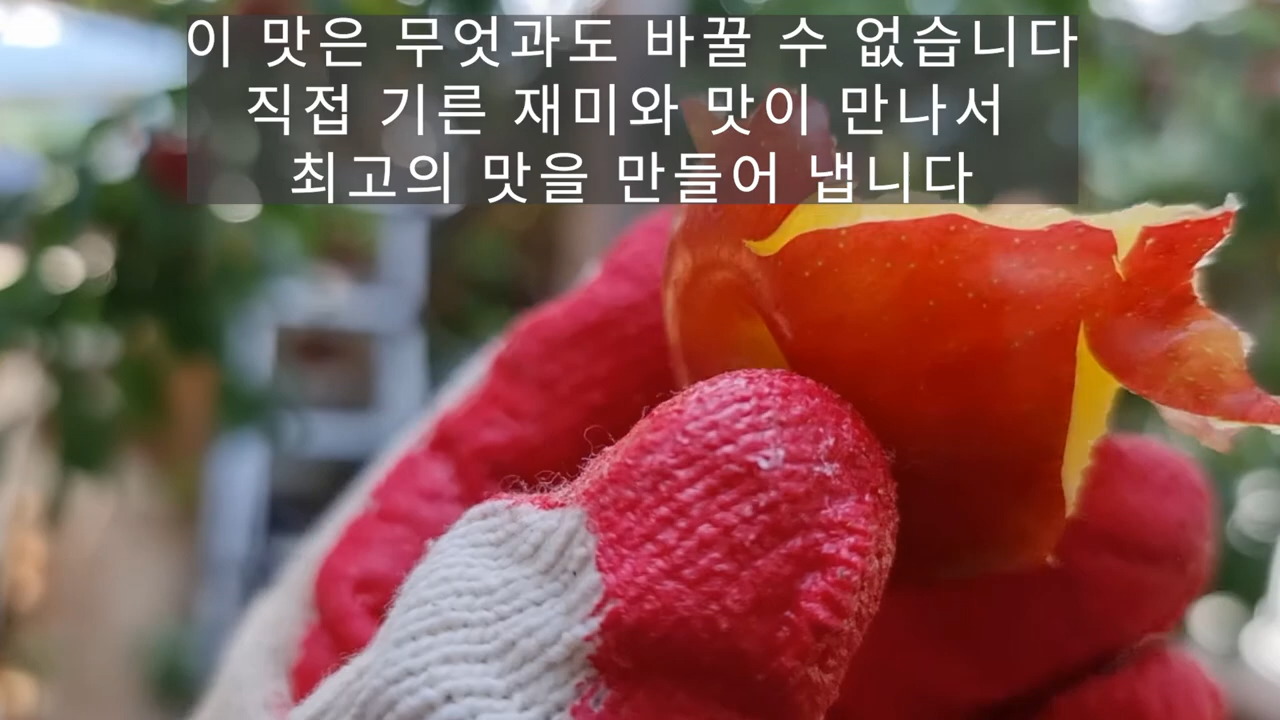 이 맛은 무엇과도 바꿀 수 없습니다
직접 기른 재미와 맛이 만나서
최고의 맛을 만들어 냅니다